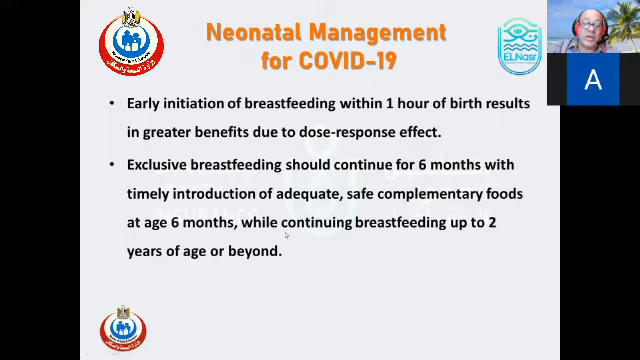 Neonatal Management
for COVID-19
ELNasr
A
• Early initiation of breastfeeding within 1 hour of birth results
in greater benefits due to dose-response effect.
• Exclusive breastfeeding should continue for 6 months with
timely introduction of adequate, safe complementary foods
at age 6 months, while continuing breastfeeding up to 2
years of age or beyond.